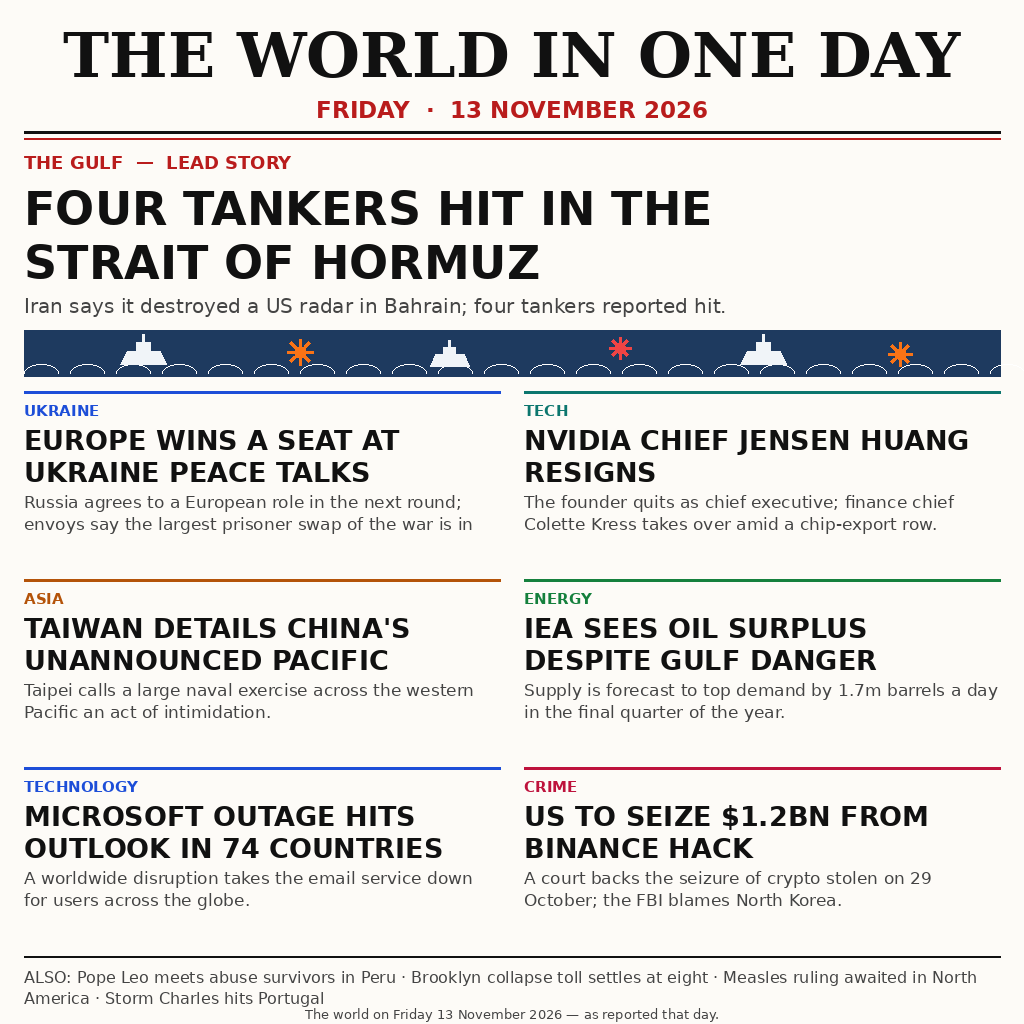 THE WORLD IN ONE DAY
FRIDAY · 13 NOVEMBER 2026
THE GULF — LEAD STORY
FOUR TANKERS HIT IN THE
STRAIT OF HORMUZ
Iran says it destroyed a US radar in Bahrain; four tankers reported hit.
UKRAINE
EUROPE WINS A SEAT AT
UKRAINE PEACE TALKS
Russia agrees to a European role in the next round;
envoys say the largest prisoner swap of the war is in
TECH
NVIDIA CHIEF JENSEN HUANG
RESIGNS
The founder quits as chief executive; finance chief
Colette Kress takes over amid a chip-export row.
ASIA
TAIWAN DETAILS CHINA'S
UNANNOUNCED PACIFIC
Taipei calls a large naval exercise across the western
Pacific an act of intimidation.
ENERGY
IEA SEES OIL SURPLUS
DESPITE GULF DANGER
Supply is forecast to top demand by 1.7m barrels a day
in the final quarter of the year.
TECHNOLOGY
MICROSOFT OUTAGE HITS
OUTLOOK IN 74 COUNTRIES
A worldwide disruption takes the email service down
for users across the globe.
CRIME
US TO SEIZE $1.2BN FROM
BINANCE HACK
A court backs the seizure of crypto stolen on 29
October; the FBI blames North Korea.
ALSO: Pope Leo meets abuse survivors in Peru · Brooklyn collapse toll settles at eight · Measles ruling awaited in North
America · Storm Charles hits Portugal
The world on Friday 13 November 2026 — as reported that day.